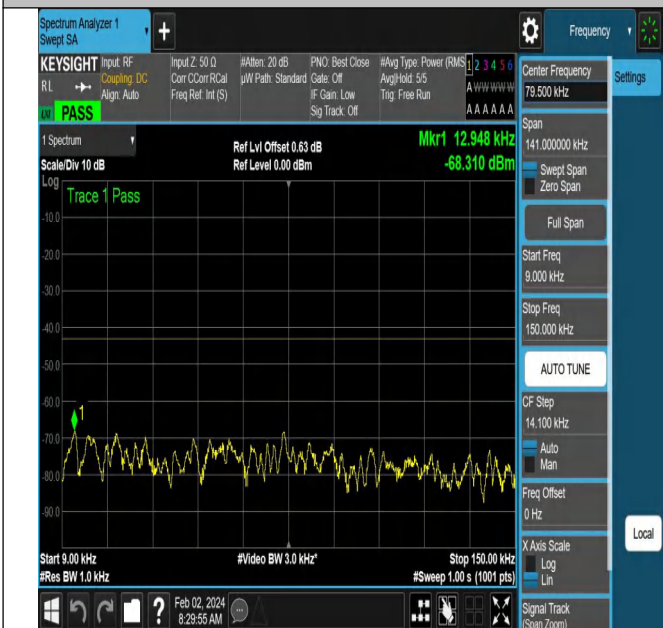 Spectrum Analyzer 1
Swept SA
+
Frequency
KEYSIGHT
Input: RF
Input Z: 50 Ω
#Atten: 20 dB
PNO: Best Close
#Avg Type: Power (RMS
1 2 3 4 5 6
RL
Coupling: DC
Corr CCorr RCal
µW Path: Standard
Gate: Off
Avg|Hold: 5/5
A W W W W W
Align: Auto
Freq Ref: Int (S)
IF Gain: Low
Trig: Free Run
Sig Track: Off
A A A A A A
LXI
PASS
Center Frequency
79.500 kHz
Settings
1 Spectrum
Scale/Div 10 dB
Ref Lvl Offset 0.63 dB
Ref Level 0.00 dBm
Mkr1 12.948 kHz
-68.310 dBm
Span
141.000000 kHz
Swept Span
Zero Span
Log
Trace 1 Pass
-10.0
-20.0
-30.0
-40.0
-50.0
-60.0
-70.0
-80.0
-90.0
1
Full Span
Start Freq
9.000 kHz
Stop Freq
150.000 kHz
AUTO TUNE
CF Step
14.100 kHz
Auto
Man
Freq Offset
0 Hz
X Axis Scale
Log
Lin
Local
Signal Track
(Span Zoom)
Start 9.00 kHz
#Video BW 3.0 kHz*
Stop 150.00 kHz
#Res BW 1.0 kHz
#Sweep 1.00 s (1001 pts)
?
Feb 02, 2024
8:29:55 AM